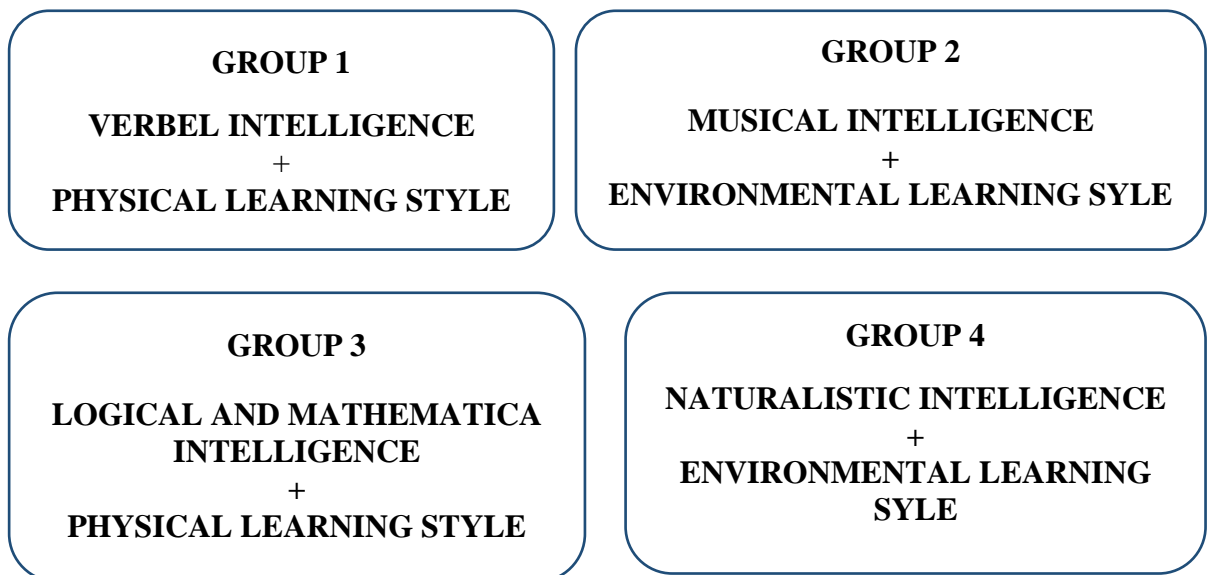 GROUP 1
VERBEL INTELLIGENCE
+
PHYSICAL LEARNING STYLE
GROUP 2
MUSICAL INTELLIGENCE
+
ENVIRONMENTAL LEARNING SYLE
GROUP 3
LOGICAL AND MATHEMATICA
INTELLIGENCE
+
PHYSICAL LEARNING STYLE
GROUP 4
NATURALISTIC INTELLIGENCE
+
ENVIRONMENTAL LEARNING
SYLE